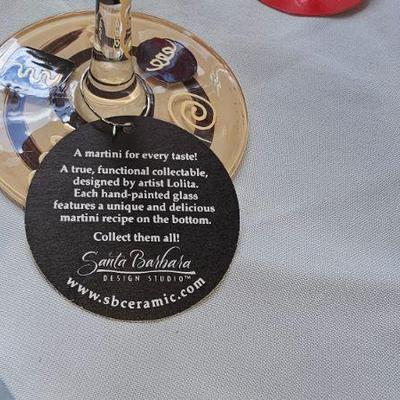 A martini for every taste!
A true, functional collectable,
designed by artist Lolita.
Each hand-painted glass
features a unique and delicious
martini recipe on the bottom.
Collect them all!
Santa Barbara
DESIGN STUDIO™
www.sbceramic.com